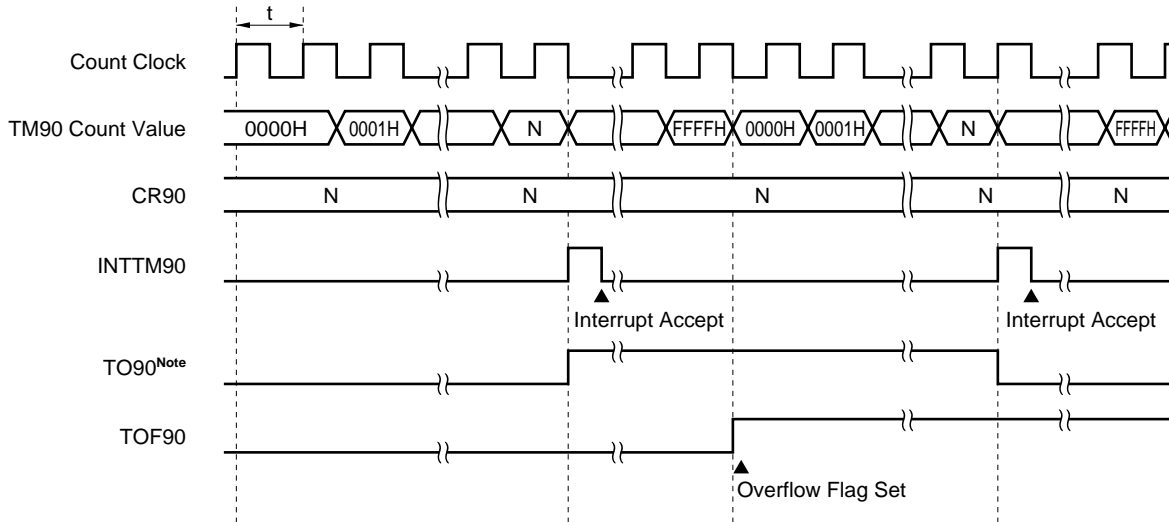 t
Count Clock
TM90 Count Value 0000H 0001H N FFFFH 0000H 0001H N FFFFH
CR90 N N N N N
INTTM90
Interrupt Accept Interrupt Accept
TO90Note
TOF90
Overflow Flag Set